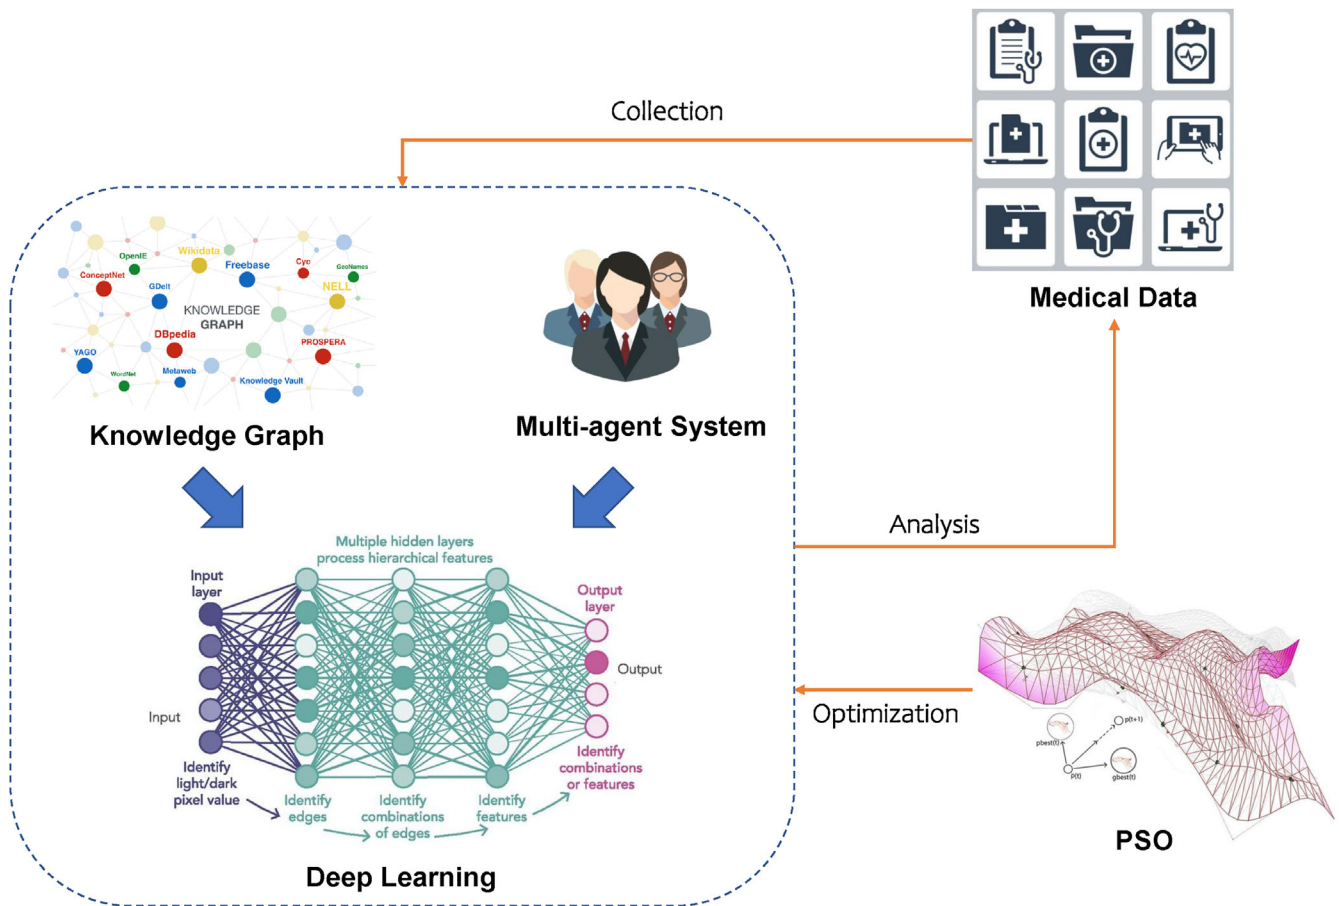 Collection
Medical Data
OpenIE
Wikidata
Cyc
GeoNames
ConceptNet
Freebase
GDelt
NELL
KNOWLEDGE
GRAPH
DBpedia
PROSPERA
YAGO
WordNet
Metaweb
Knowledge Vault
Knowledge Graph
Multi-agent System
Analysis
Multiple hidden layers
process hierarchical features
Input
layer
Output
layer
Output
Input
Identify
light/dark
pixel value
Identify
edges
Identify
combinations
of edges
Identify
features
Identify
combinations
or features
Deep Learning
Optimization
pbest(t)
p(t+1)
p(t)
gbest(t)
PSO